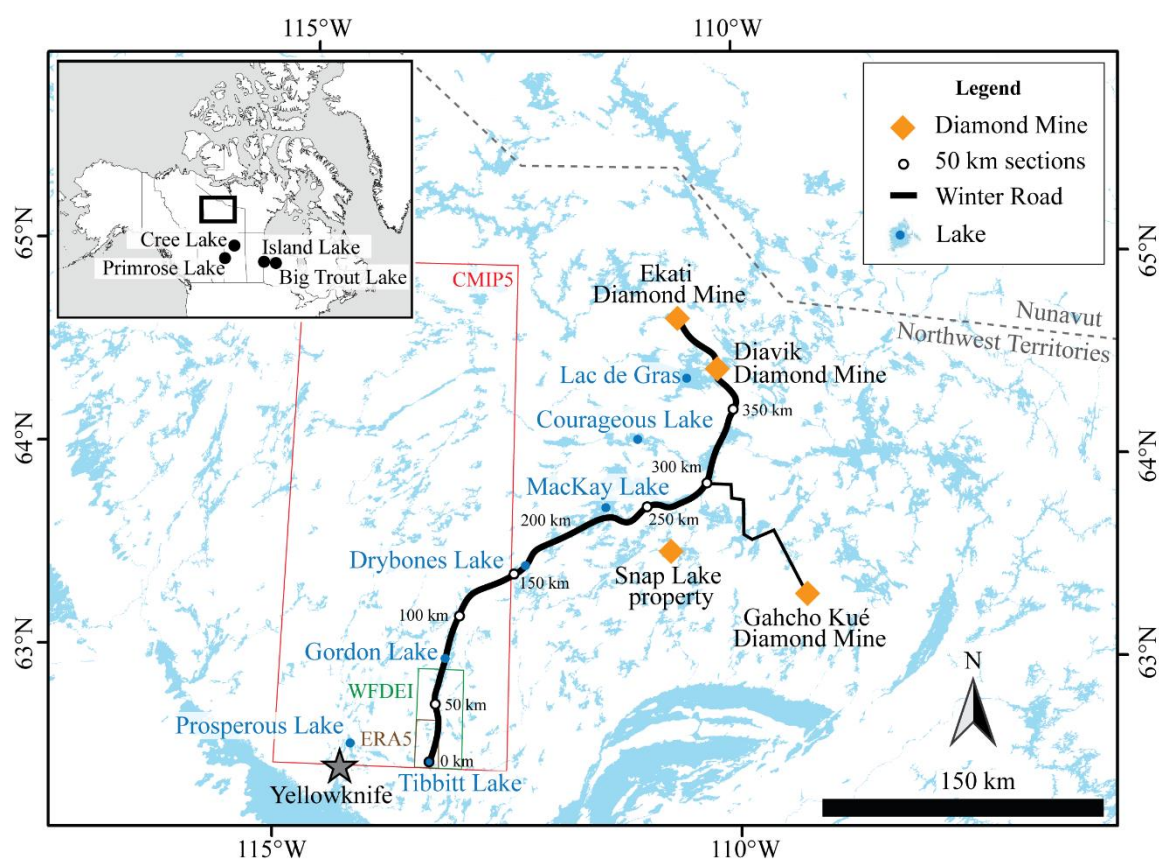 115°W
110°W
Legend
Diamond Mine
50 km sections
Winter Road
Lake
Cree Lake
Island Lake
Primrose Lake
Big Trout Lake
65°N
65°N
CMIP5
Ekati
Diamond Mine
Nunavut
Northwest Territories
Diavik
Diamond Mine
Lac de Gras
350 km
Courageous Lake
64°N
64°N
300 km
MacKay Lake
200 km
250 km
Drybones Lake
150 km
Snap Lake
property
100 km
Gahcho Kué
Diamond Mine
63°N
63°N
Gordon Lake
N
WFDEI
50 km
Prosperous Lake
ERA5
0 km
Tibbitt Lake
Yellowknife
150 km
115°W
110°W